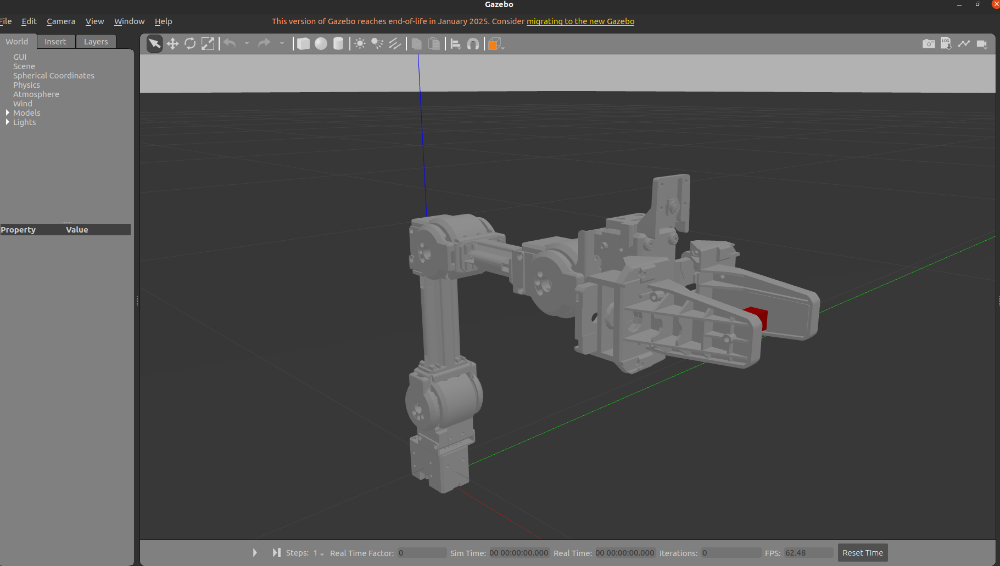 Gazebo
File Edit Camera View Window Help
This version of Gazebo reaches end-of-life in January 2025. Consider migrating to the new Gazebo
World Insert Layers
LOG
GUI
Scene
Spherical Coordinates
Physics
Atmosphere
Wind
Models
Lights
Property Value
Steps: 1 Real Time Factor: 0 Sim Time: 00 00:00:00.000 Real Time: 00 00:00:00.000 Iterations: 0 FPS: 62.48 Reset Time